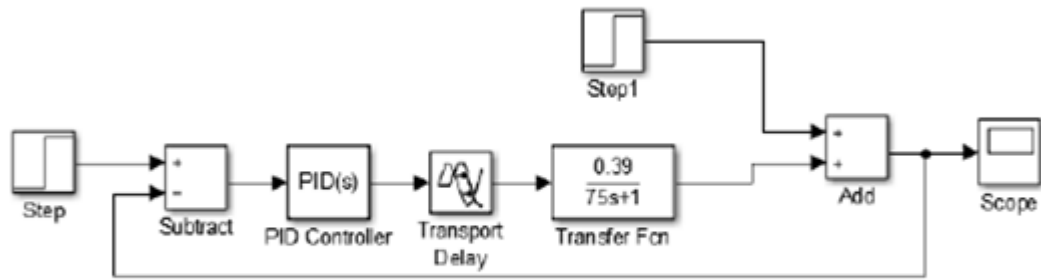 Step1
+
+
Add
Scope
Step
+
−
Subtract
PID(s)
PID Controller
Transport
Delay
0.39
75s+1
Transfer Fcn